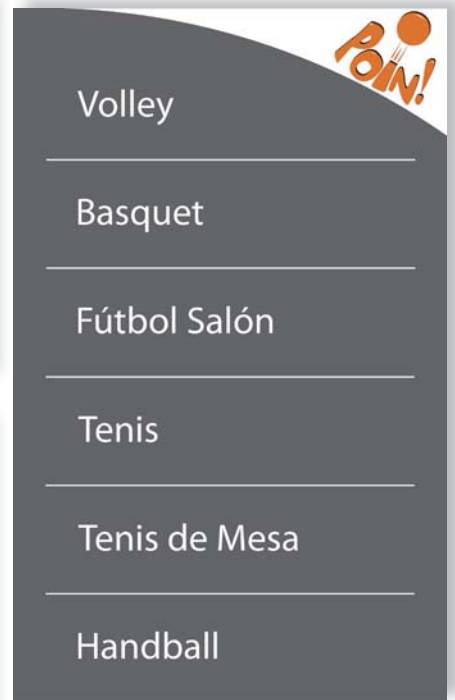 POIN!
Volley
Basquet
Fútbol Salón
Tenis
Tenis de Mesa
Handball